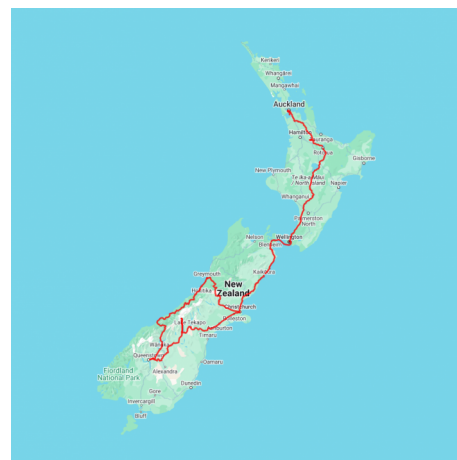 Kerikeri
Whangārei
Mangawhai
Auckland
Hamilton
Tauranga
Rotorua
Gisborne
New Plymouth
Te Ika-a-Māui
North Island
Napier
Whanganui
Palmerston
North
Nelson
Wellington
Blenheim
Kaikōura
Greymouth
Hokitika
New
Zealand
Christchurch
Rolleston
Lake Tekapo
Ashburton
Timaru
Wānaka
Queenstown
Oamaru
Fiordland
National Park
Alexandra
Dunedin
Gore
Invercargill
Bluff